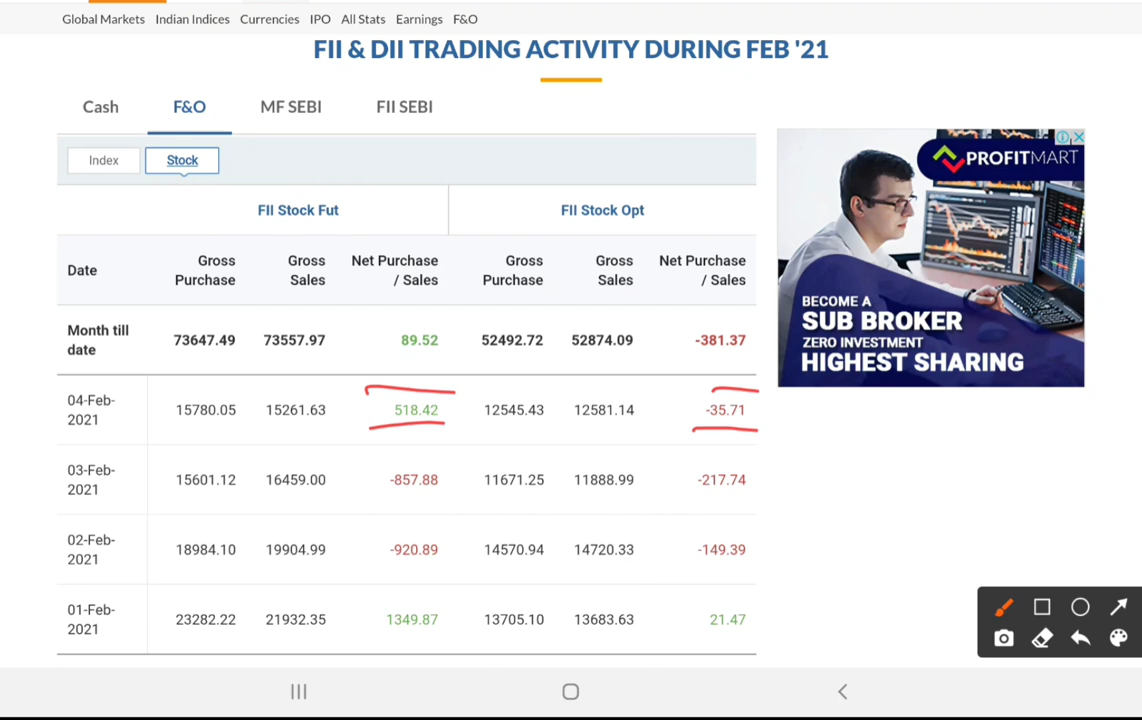 Global Markets Indian Indices Currencies IPO All Stats Earnings F&O
FII & DII TRADING ACTIVITY DURING FEB '21
Cash F&O MF SEBI FII SEBI
Index Stock
FII Stock Fut FII Stock Opt
Date Gross Purchase Gross Sales Net Purchase / Sales Gross Purchase Gross Sales Net Purchase / Sales
Month till date 73647.49 73557.97 89.52 52492.72 52874.09 -381.37
04-Feb-2021 15780.05 15261.63 518.42 12545.43 12581.14 -35.71
03-Feb-2021 15601.12 16459.00 -857.88 11671.25 11888.99 -217.74
02-Feb-2021 18984.10 19904.99 -920.89 14570.94 14720.33 -149.39
01-Feb-2021 23282.22 21932.35 1349.87 13705.10 13683.63 21.47
PROFITMART
BECOME A
SUB BROKER
ZERO INVESTMENT
HIGHEST SHARING